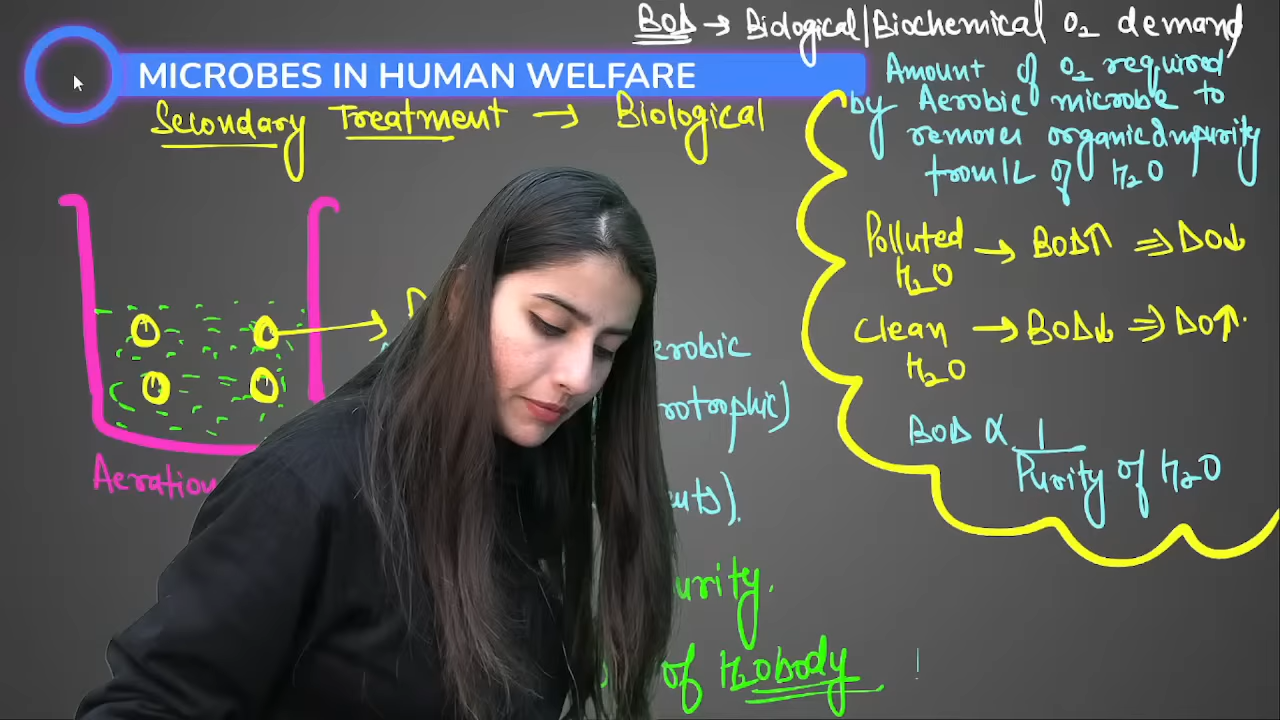 BOD → Biological/Biochemical O₂ demand
MICROBES IN HUMAN WELFARE
Secondary Treatment → Biological
Amount of O₂ required
by Aerobic microbe to
remover organic impurity
from 1L of H₂O
Polluted H₂O → BOD↑ ⇒ DO↓
Clean H₂O → BOD↓ ⇒ DO↑.
BOD ∝ 1
Purity of H₂O
erobic
rotrophic)
Aeration
uts).
urity.
of H₂O body